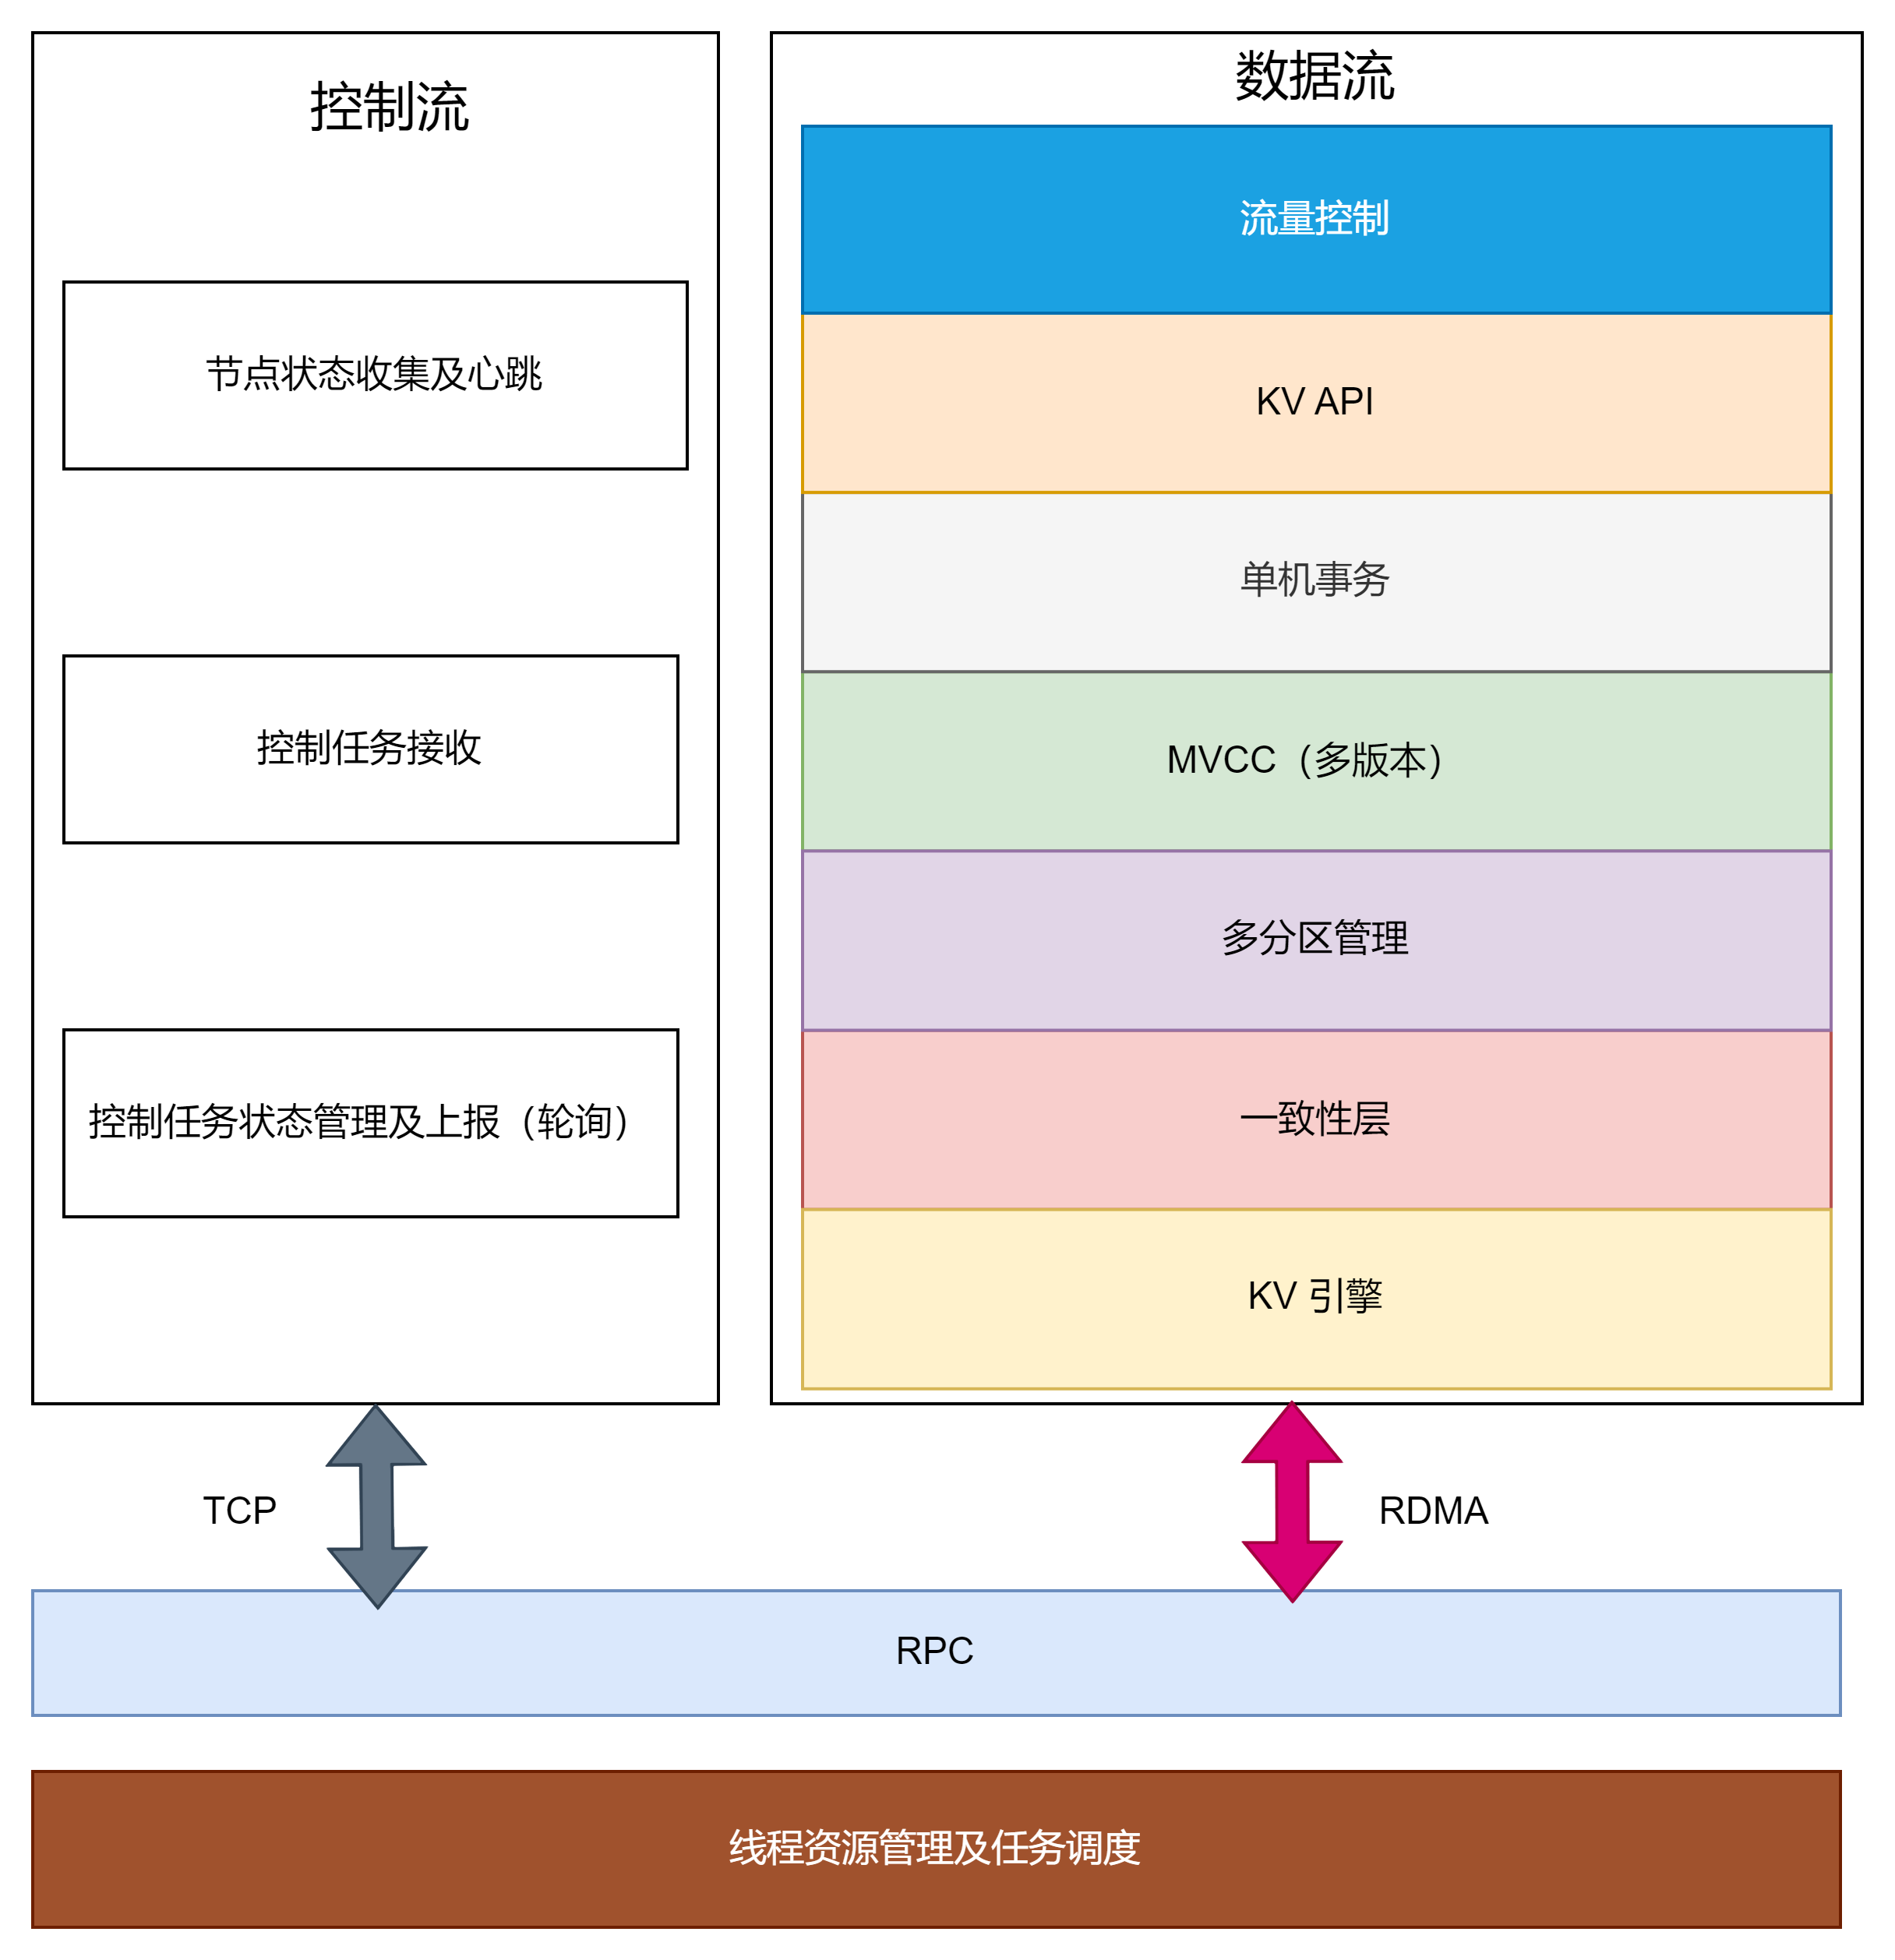 控制流
节点状态收集及心跳
控制任务接收
控制任务状态管理及上报（轮询）
数据流
流量控制
KV API
单机事务
MVCC（多版本）
多分区管理
一致性层
KV 引擎
TCP
RDMA
RPC
线程资源管理及任务调度